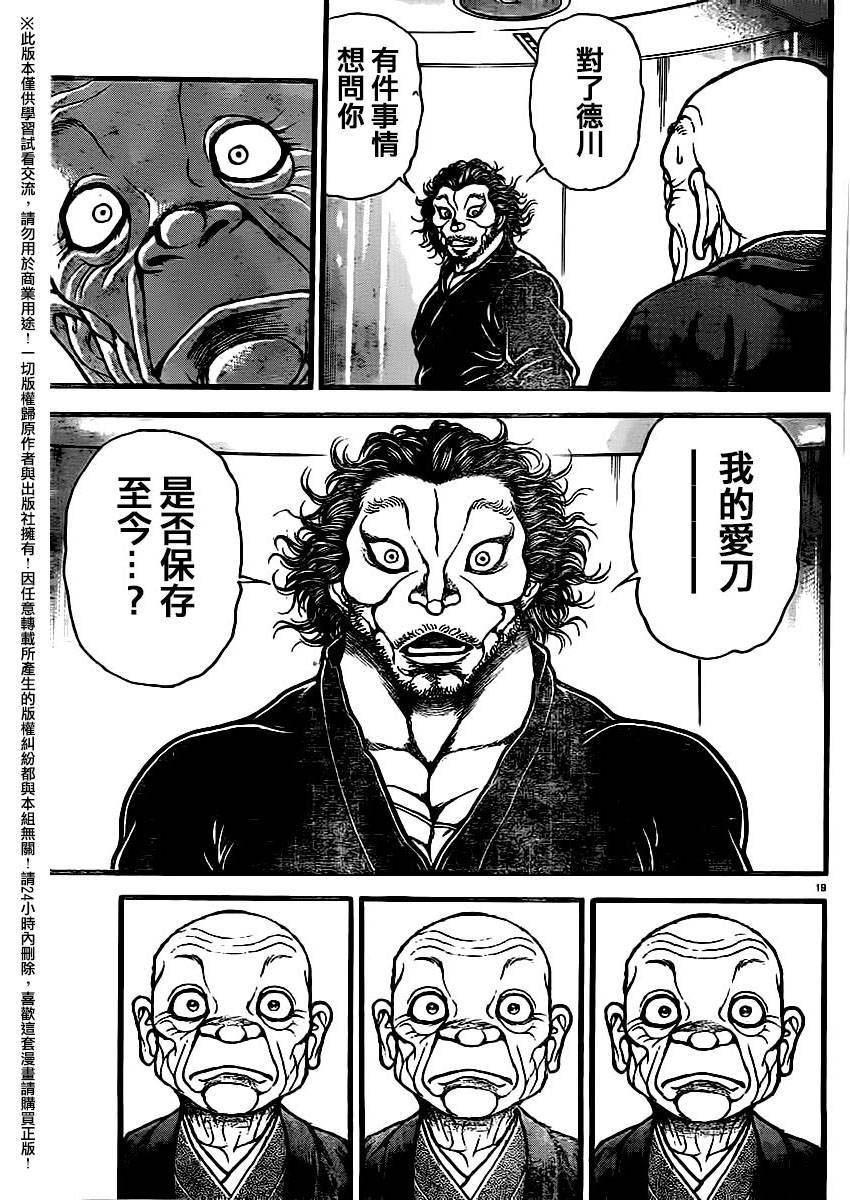 對了德川
有件事情
想問你
我的愛刀
————
是否保存
至今…？
19
※此版本僅供學習試看交流，請勿用於商業用途！一切版權歸原作者與出版社擁有！因任意轉載所產生的版權糾紛都與本組無關！請24小時內刪除，喜歡這套漫畫請購買正版！